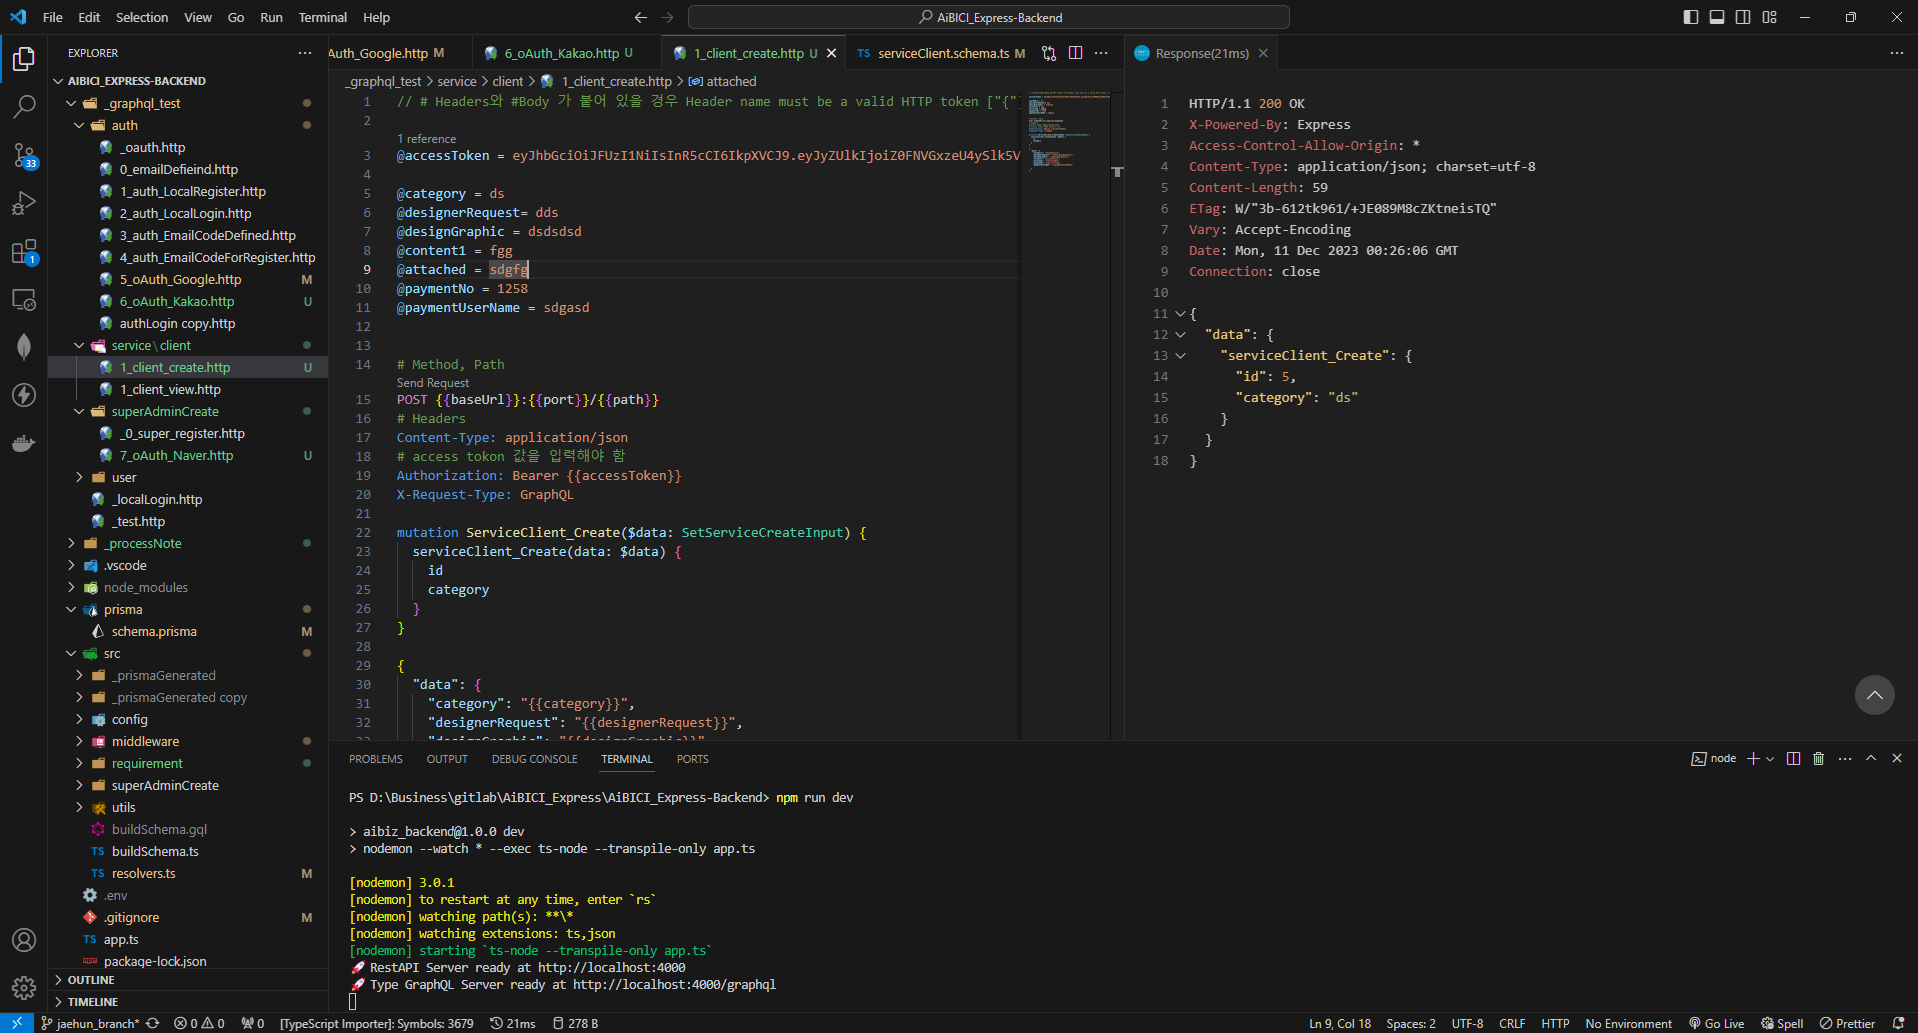 File Edit Selection View Go Run Terminal Help
AiBICI_Express-Backend
EXPLORER
AIBICI_EXPRESS-BACKEND
_graphql_test
auth
_oauth.http
0_emailDefieind.http
1_auth_LocalRegister.http
2_auth_LocalLogin.http
3_auth_EmailCodeDefined.http
4_auth_EmailCodeForRegister.http
5_oAuth_Google.http M
6_oAuth_Kakao.http U
authLogin copy.http
service\client
1_client_create.http U
1_client_view.http
superAdminCreate
_0_super_register.http
7_oAuth_Naver.http U
user
_localLogin.http
_test.http
_processNote
.vscode
node_modules
prisma
schema.prisma M
src
_prismaGenerated
_prismaGenerated copy
config
middleware
requirement
superAdminCreate
utils
buildSchema.gql
TS buildSchema.ts
TS resolvers.ts M
.env
.gitignore M
TS app.ts
package-lock.json
OUTLINE
TIMELINE
33
1
Auth_Google.http M
6_oAuth_Kakao.http U
1_client_create.http U
TS serviceClient.schema.ts M
_graphql_test > service > client > 1_client_create.http > attached
1 // # Headers와 #Body 가 붙어 있을 경우 Header name must be a valid HTTP token ["{"
2
1 reference
3 @accessToken = eyJhbGciOiJFUzI1NiIsInR5cCI6IkpXVCJ9.eyJyZUlkIjoiZ0FNVGxzeU4ySlk5V
4
5 @category = ds
6 @designerRequest= dds
7 @designGraphic = dsdsdsd
8 @content1 = fgg
9 @attached = sdgfg
10 @paymentNo = 1258
11 @paymentUserName = sdgasd
12
13
14 # Method, Path
Send Request
15 POST {{baseUrl}}:{{port}}/{{path}}
16 # Headers
17 Content-Type: application/json
18 # access tokon 값을 입력해야 함
19 Authorization: Bearer {{accessToken}}
20 X-Request-Type: GraphQL
21
22 mutation ServiceClient_Create($data: SetServiceCreateInput) {
23 serviceClient_Create(data: $data) {
24 id
25 category
26 }
27 }
28
29 {
30 "data": {
31 "category": "{{category}}",
32 "designerRequest": "{{designerRequest}}",
33 "designGraphic": "{{designGraphic}}"
Response(21ms)
1 HTTP/1.1 200 OK
2 X-Powered-By: Express
3 Access-Control-Allow-Origin: *
4 Content-Type: application/json; charset=utf-8
5 Content-Length: 59
6 ETag: W/"3b-612tk961/+JE089M8cZKtneisTQ"
7 Vary: Accept-Encoding
8 Date: Mon, 11 Dec 2023 00:26:06 GMT
9 Connection: close
10
11 {
12 "data": {
13 "serviceClient_Create": {
14 "id": 5,
15 "category": "ds"
16 }
17 }
18 }
PROBLEMS OUTPUT DEBUG CONSOLE TERMINAL PORTS
node
PS D:\Business\gitlab\AiBICI_Express\AiBICI_Express-Backend> npm run dev
> aibiz_backend@1.0.0 dev
> nodemon --watch * --exec ts-node --transpile-only app.ts
[nodemon] 3.0.1
[nodemon] to restart at any time, enter `rs`
[nodemon] watching path(s): **\*
[nodemon] watching extensions: ts,json
[nodemon] starting `ts-node --transpile-only app.ts`
🚀 RestAPI Server ready at http://localhost:4000
🚀 Type GraphQL Server ready at http://localhost:4000/graphql
jaehun_branch* 0 0 0 [TypeScript Importer]: Symbols: 3679 21ms 278 B
Ln 9, Col 18 Spaces: 2 UTF-8 CRLF HTTP No Environment Go Live Spell Prettier